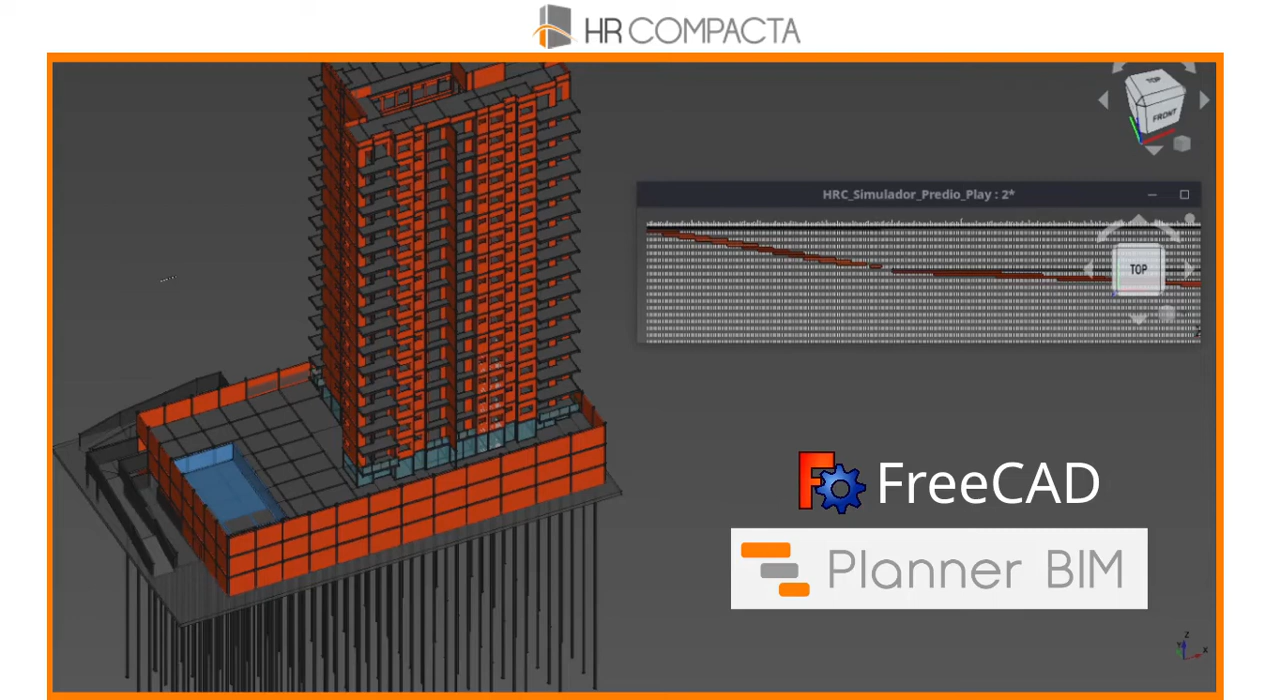 HR COMPACTA
TOP
FRONT
HRC_Simulador_Predio_Play : 2*
TOP
FreeCAD
Planner BIM
Z
Y
X